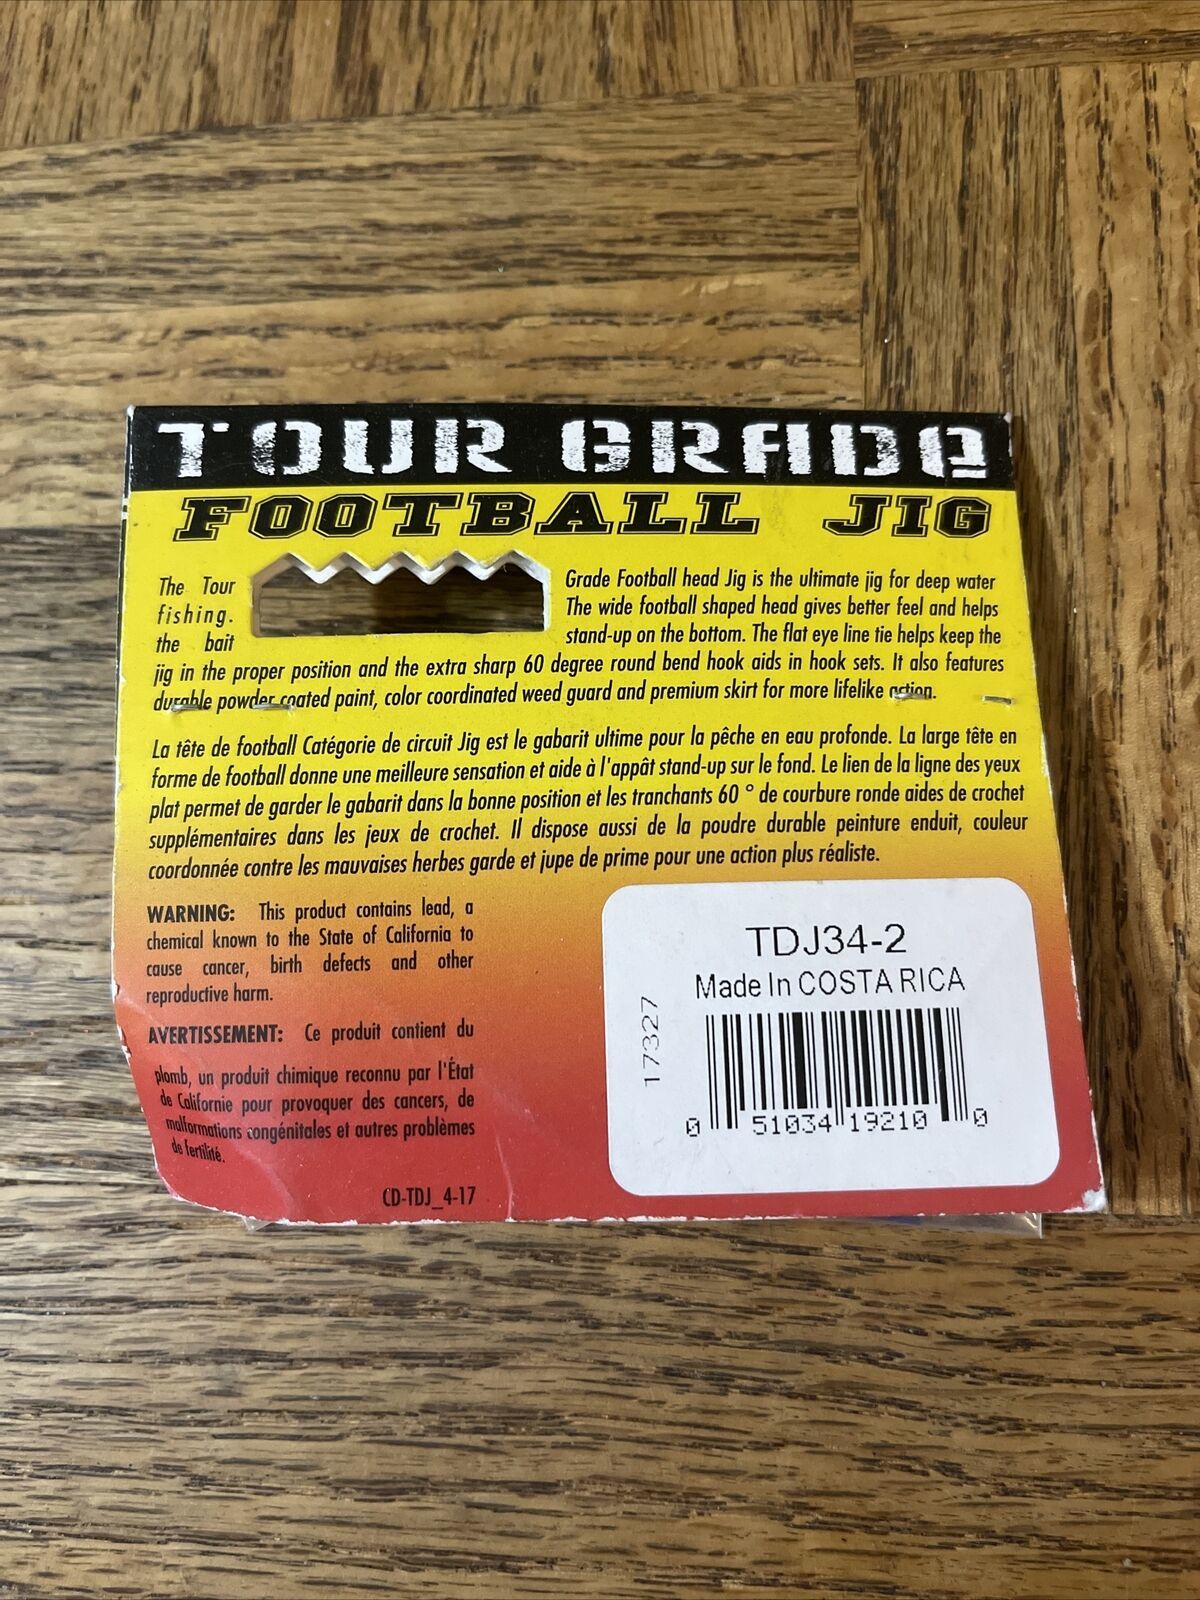 TOUR GRADE
FOOTBALL JIG
The Tour Grade Football head Jig is the ultimate jig for deep water
fishing. The wide football shaped head gives better feel and helps
the bait stand-up on the bottom. The flat eye line tie helps keep the
jig in the proper position and the extra sharp 60 degree round bend hook aids in hook sets. It also features
durable powder coated paint, color coordinated weed guard and premium skirt for more lifelike action.
La tête de football Catégorie de circuit Jig est le gabarit ultime pour la pêche en eau profonde. La large tête en
forme de football donne une meilleure sensation et aide à l'appât stand-up sur le fond. Le lien de la ligne des yeux
plat permet de garder le gabarit dans la bonne position et les tranchants 60 ° de courbure ronde aides de crochet
supplémentaires dans les jeux de crochet. Il dispose aussi de la poudre durable peinture enduit, couleur
coordonnée contre les mauvaises herbes garde et jupe de prime pour une action plus réaliste.
WARNING: This product contains lead, a
chemical known to the State of California to
cause cancer, birth defects and other
reproductive harm.
AVERTISSEMENT: Ce produit contient du
plomb, un produit chimique reconnu par l'État
de Californie pour provoquer des cancers, de
malformations congénitales et autres problèmes
de fertilité.
CD-TDJ_4-17
TDJ34-2
Made In COSTA RICA
17327
0 51034 19210 0